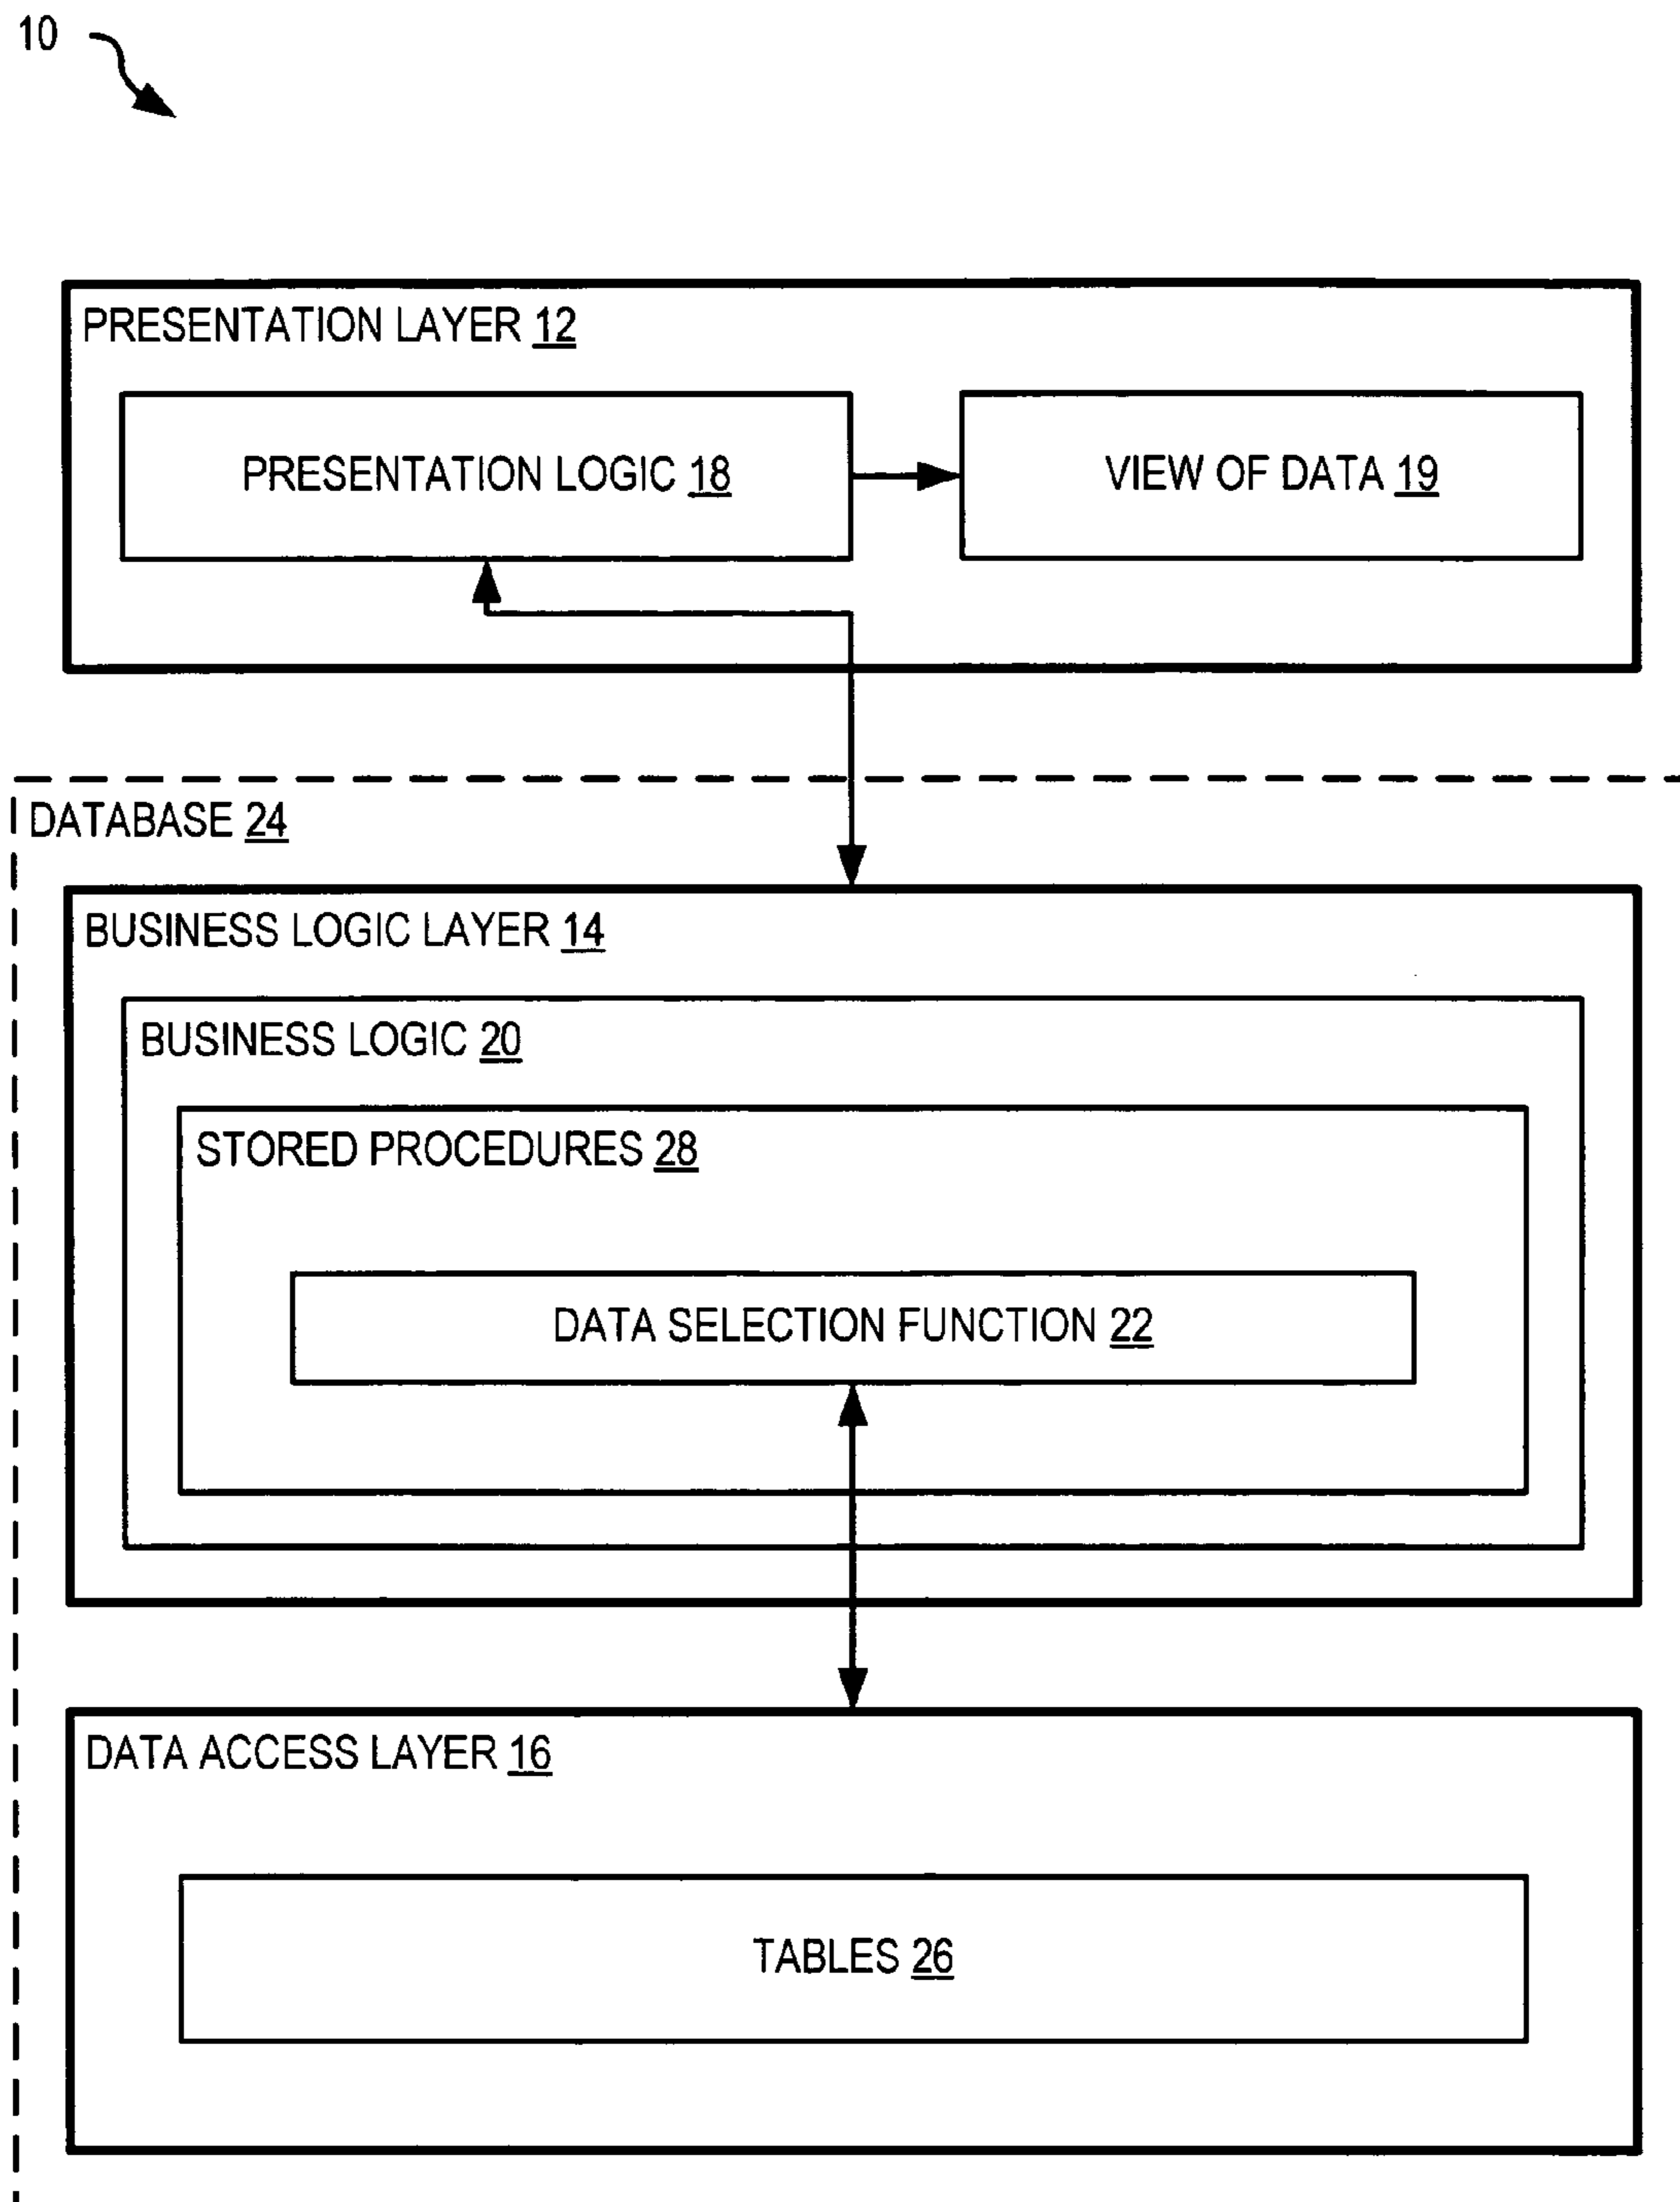 10
PRESENTATION LAYER 12
PRESENTATION LOGIC 18
VIEW OF DATA 19
DATABASE 24
BUSINESS LOGIC LAYER 14
BUSINESS LOGIC 20
STORED PROCEDURES 28
DATA SELECTION FUNCTION 22
DATA ACCESS LAYER 16
TABLES 26